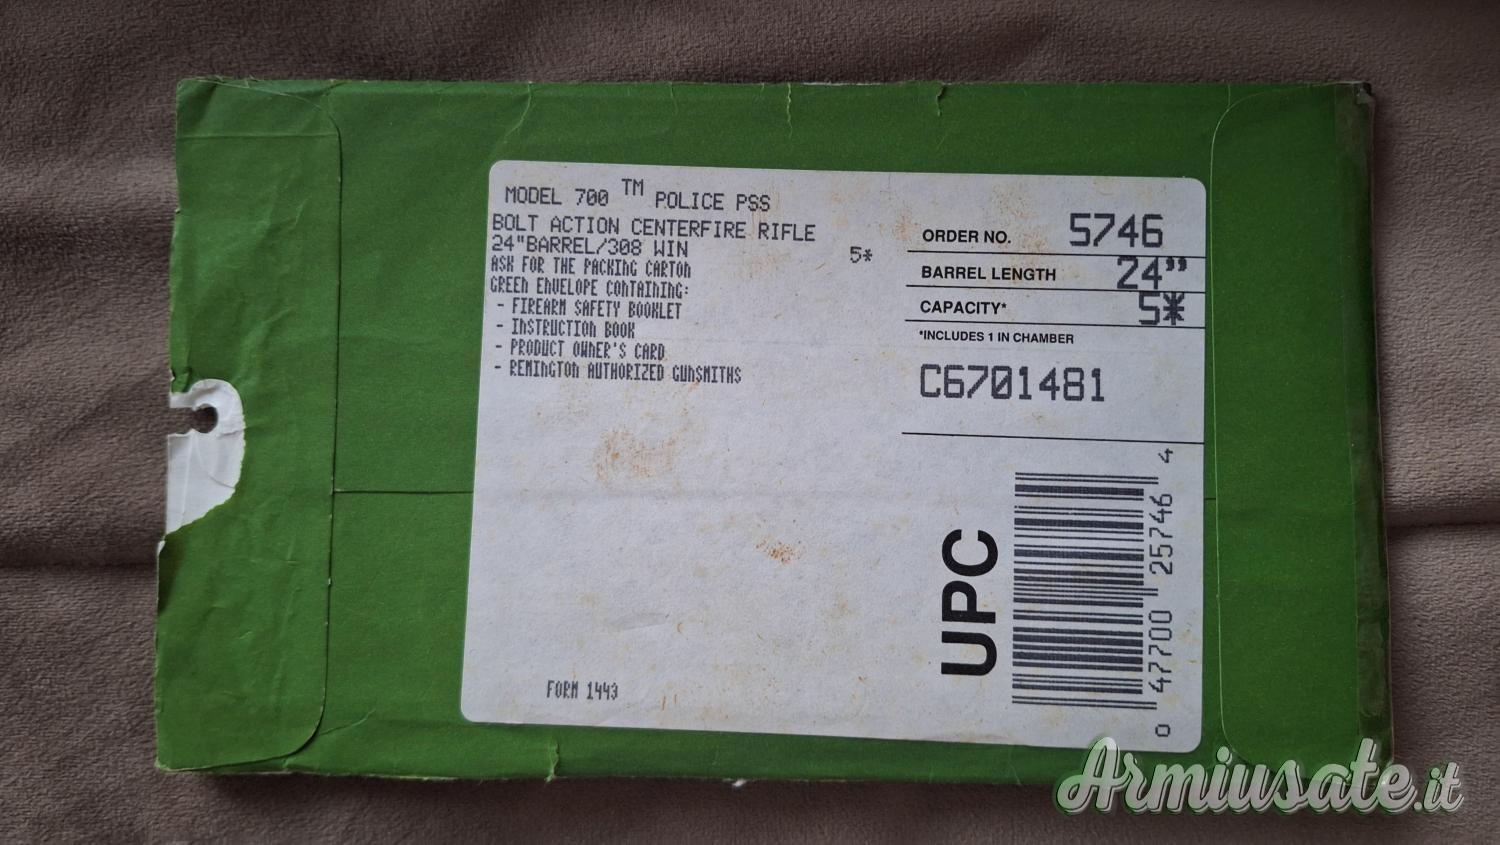 MODEL 700 TM POLICE PSS
BOLT ACTION CENTERFIRE RIFLE
24"BARREL/308 WIN
5*
ASK FOR THE PACKING CARTON
GREEN ENVELOPE CONTAINING:
- FIREARM SAFETY BOOKLET
- INSTRUCTION BOOK
- PRODUCT OWNER'S CARD
- REMINGTON AUTHORIZED GUNSMITHS
FORM 1443
ORDER NO. 5746
BARREL LENGTH 24"
CAPACITY* 5*
*INCLUDES 1 IN CHAMBER
C6701481
UPC
0 47700 25746 4
Armiusate.it